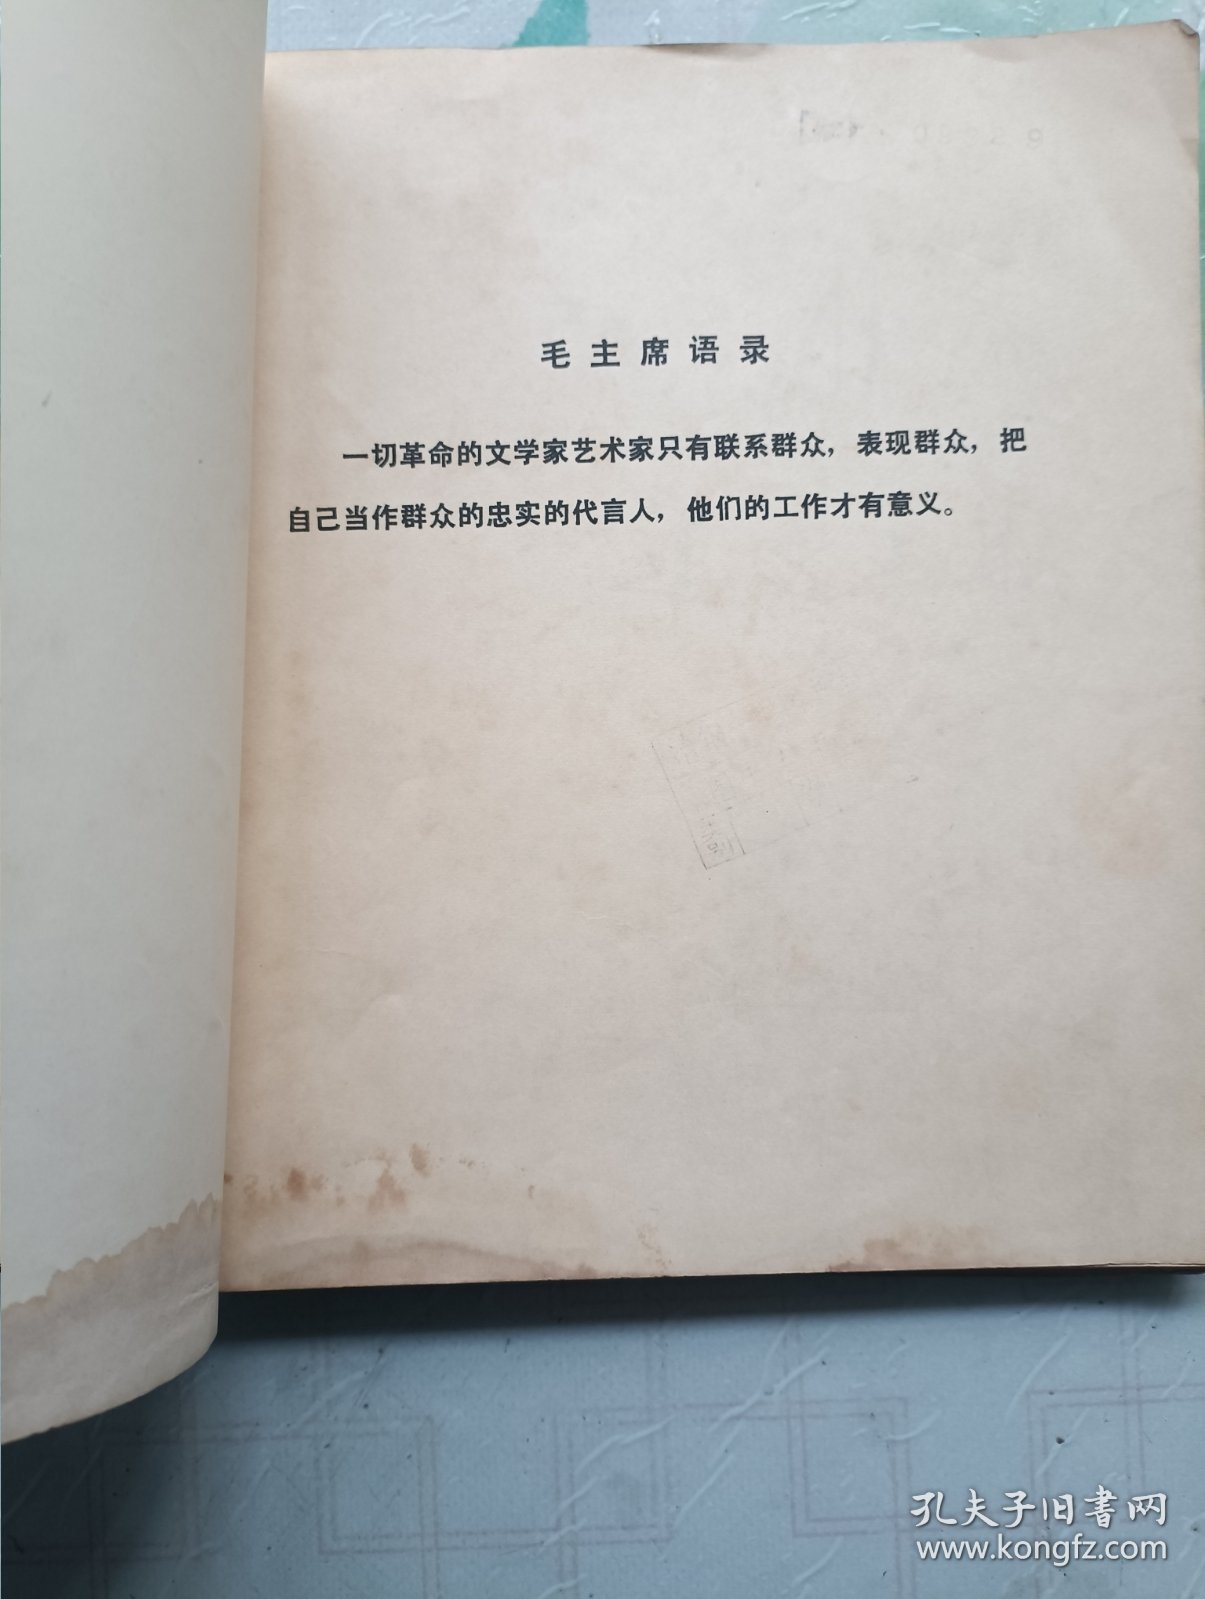 毛主席语录
一切革命的文学家艺术家只有联系群众，表现群众，把
自己当作群众的忠实的代言人，他们的工作才有意义。
孔夫子旧書网
www.kongfz.com